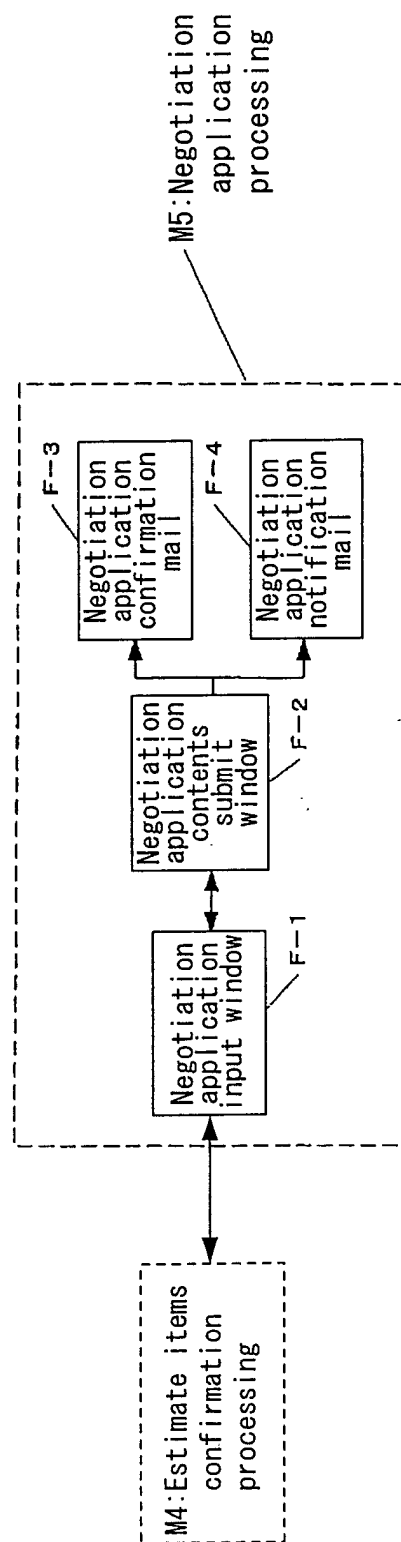 M4:Estimate items
confirmation
processing
Negotiation
application
input window
F-1
Negotiation
application
contents
submit
window
F-2
Negotiation
application
confirmation
mail
F-3
Negotiation
application
notification
mail
F-4
M5:Negotiation
application
processing